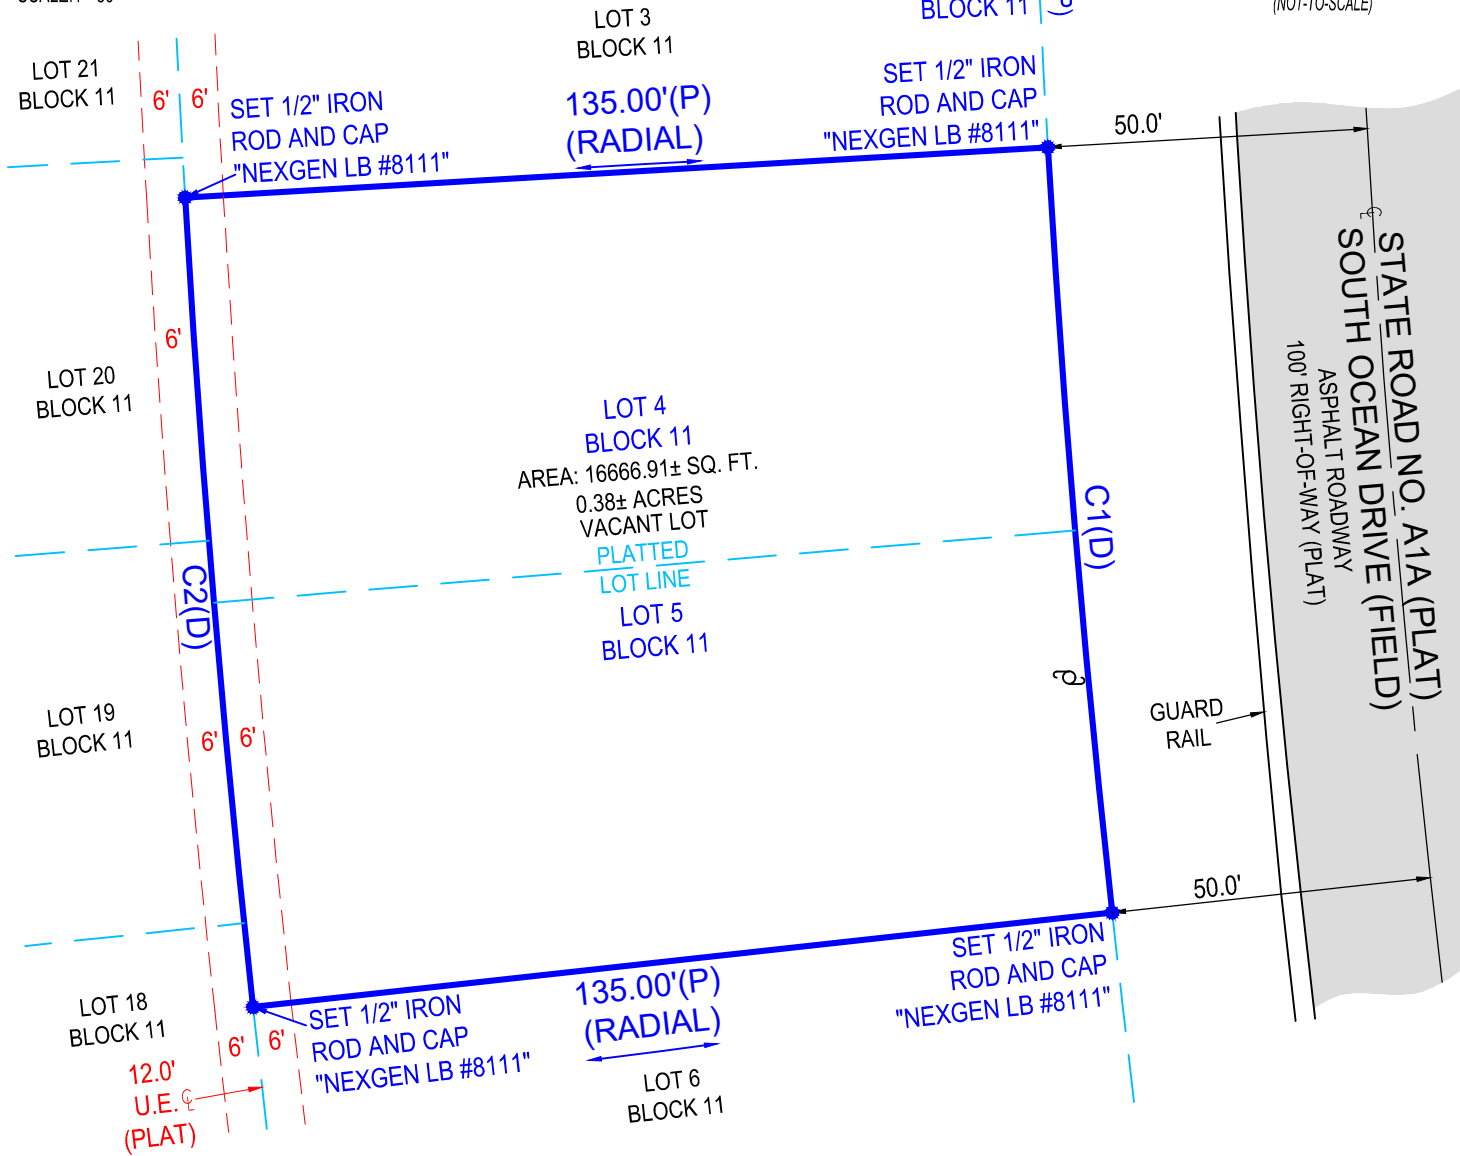 LOT 3
BLOCK 11
BLOCK 11
(NOT-TO-SCALE)
LOT 21
BLOCK 11
6'
6'
SET 1/2" IRON
ROD AND CAP
"NEXGEN LB #8111"
135.00'(P)
(RADIAL)
SET 1/2" IRON
ROD AND CAP
"NEXGEN LB #8111"
50.0'
6'
LOT 20
BLOCK 11
LOT 4
BLOCK 11
AREA: 16666.91± SQ. FT.
0.38± ACRES
VACANT LOT
PLATTED
LOT LINE
LOT 5
BLOCK 11
C1(D)
C2(D)
STATE ROAD NO. A1A (PLAT)
SOUTH OCEAN DRIVE (FIELD)
ASPHALT ROADWAY
100' RIGHT-OF-WAY (PLAT)
LOT 19
BLOCK 11
6'
6'
GUARD
RAIL
50.0'
SET 1/2" IRON
ROD AND CAP
"NEXGEN LB #8111"
135.00'(P)
(RADIAL)
LOT 18
BLOCK 11
SET 1/2" IRON
ROD AND CAP
"NEXGEN LB #8111"
6'
6'
12.0'
U.E. ℄
(PLAT)
LOT 6
BLOCK 11